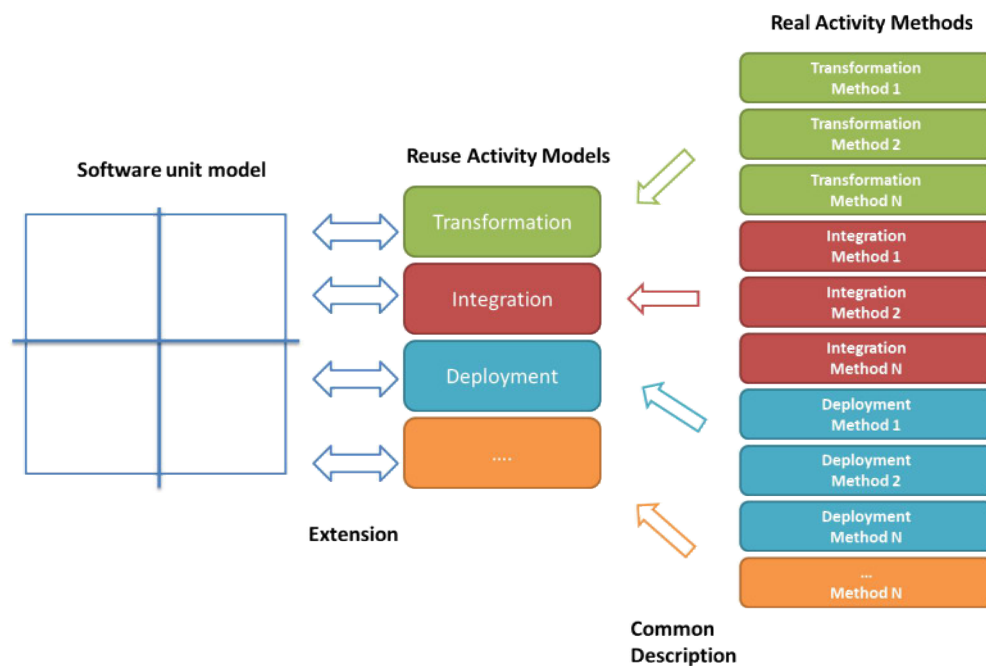 Real Activity Methods
Transformation
Method 1
Transformation
Method 2
Transformation
Method N
Integration
Method 1
Integration
Method 2
Integration
Method N
Deployment
Method 1
Deployment
Method 2
Deployment
Method N
...
Method N
Reuse Activity Models
Transformation
Integration
Deployment
....
Software unit model
Extension
Common
Description